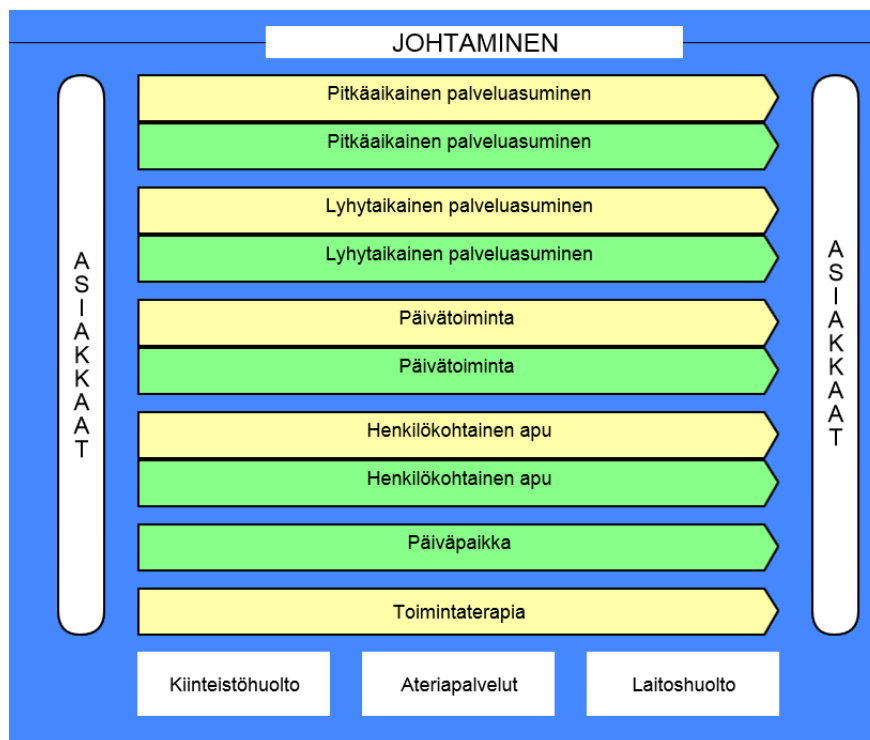 JOHTAMINEN
ASIAKKAAT
Pitkäaikainen palveluasuminen
Pitkäaikainen palveluasuminen
Lyhytaikainen palveluasuminen
Lyhytaikainen palveluasuminen
Päivätoiminta
Päivätoiminta
Henkilökohtainen apu
Henkilökohtainen apu
Päiväpaikka
Toimintaterapia
ASIAKKAAT
Kiinteistöhuolto
Ateriapalvelut
Laitoshuolto